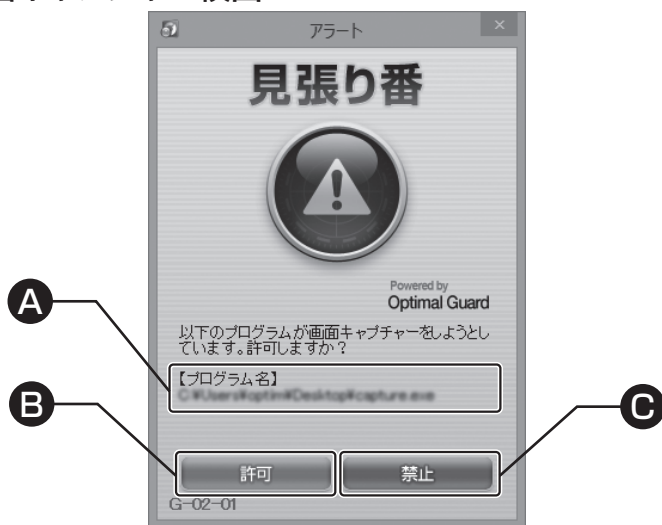 アラート
見張り番
Powered by
Optimal Guard
A
以下のプログラムが画面キャプチャーをしようとし
ています。許可しますか？
【プログラム名】
C:¥Users¥optim¥Desktop¥capture.exe
B
C
許可
禁止
G-02-01